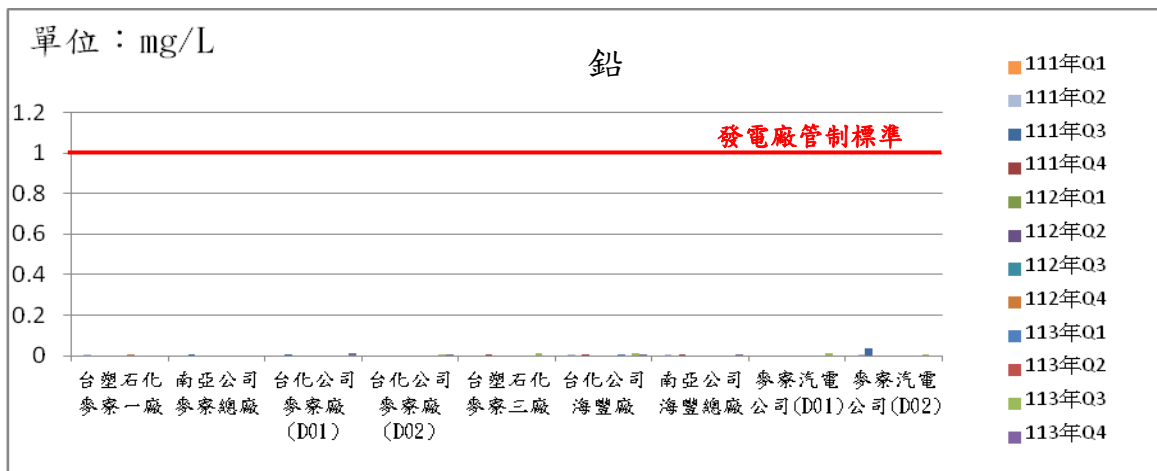 單位：mg/L
鉛
1.2
1
0.8
0.6
0.4
0.2
0
發電廠管制標準
台塑石化
麥寮一廠
南亞公司
麥寮總廠
台化公司
麥寮廠
(D01)
台化公司
麥寮廠
(D02)
台塑石化
麥寮三廠
台化公司
海豐廠
南亞公司
海豐總廠
麥寮汽電
公司(D01)
麥寮汽電
公司(D02)
111年Q1
111年Q2
111年Q3
111年Q4
112年Q1
112年Q2
112年Q3
112年Q4
113年Q1
113年Q2
113年Q3
113年Q4